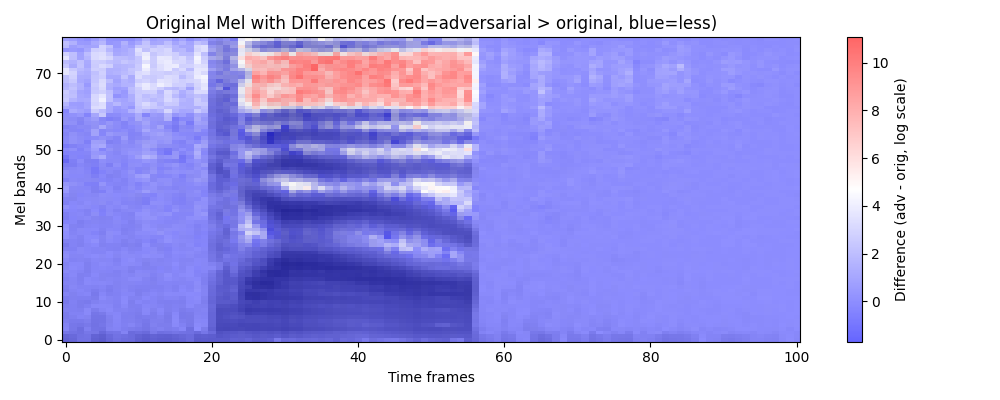 Original Mel with Differences (red=adversarial > original, blue=less)
Mel bands
70
60
50
40
30
20
10
0
0 20 40 60 80 100
Time frames
10
8
6
4
2
0
Difference (adv - orig, log scale)